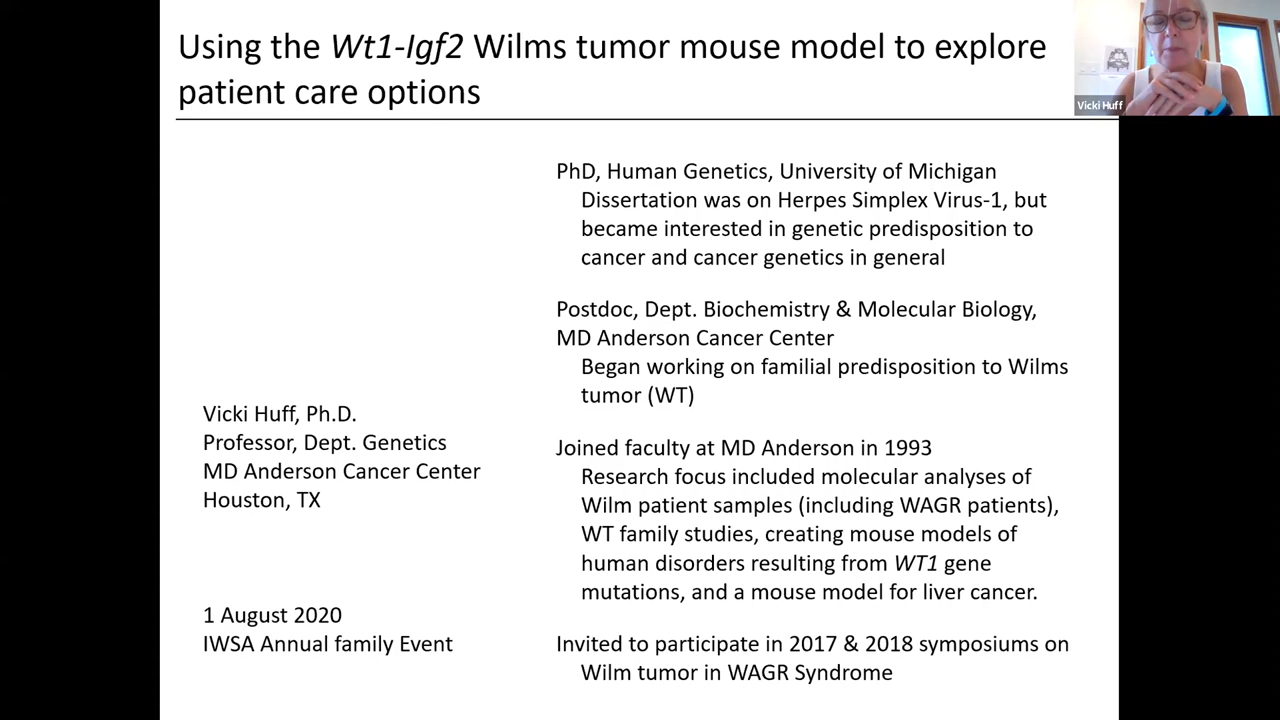 Using the Wt1-Igf2 Wilms tumor mouse model to explore
patient care options
Vicki Huff
PhD, Human Genetics, University of Michigan
Dissertation was on Herpes Simplex Virus-1, but
became interested in genetic predisposition to
cancer and cancer genetics in general
Postdoc, Dept. Biochemistry & Molecular Biology,
MD Anderson Cancer Center
Began working on familial predisposition to Wilms
tumor (WT)
Joined faculty at MD Anderson in 1993
Research focus included molecular analyses of
Wilm patient samples (including WAGR patients),
WT family studies, creating mouse models of
human disorders resulting from WT1 gene
mutations, and a mouse model for liver cancer.
Invited to participate in 2017 & 2018 symposiums on
Wilm tumor in WAGR Syndrome
Vicki Huff, Ph.D.
Professor, Dept. Genetics
MD Anderson Cancer Center
Houston, TX
1 August 2020
IWSA Annual family Event